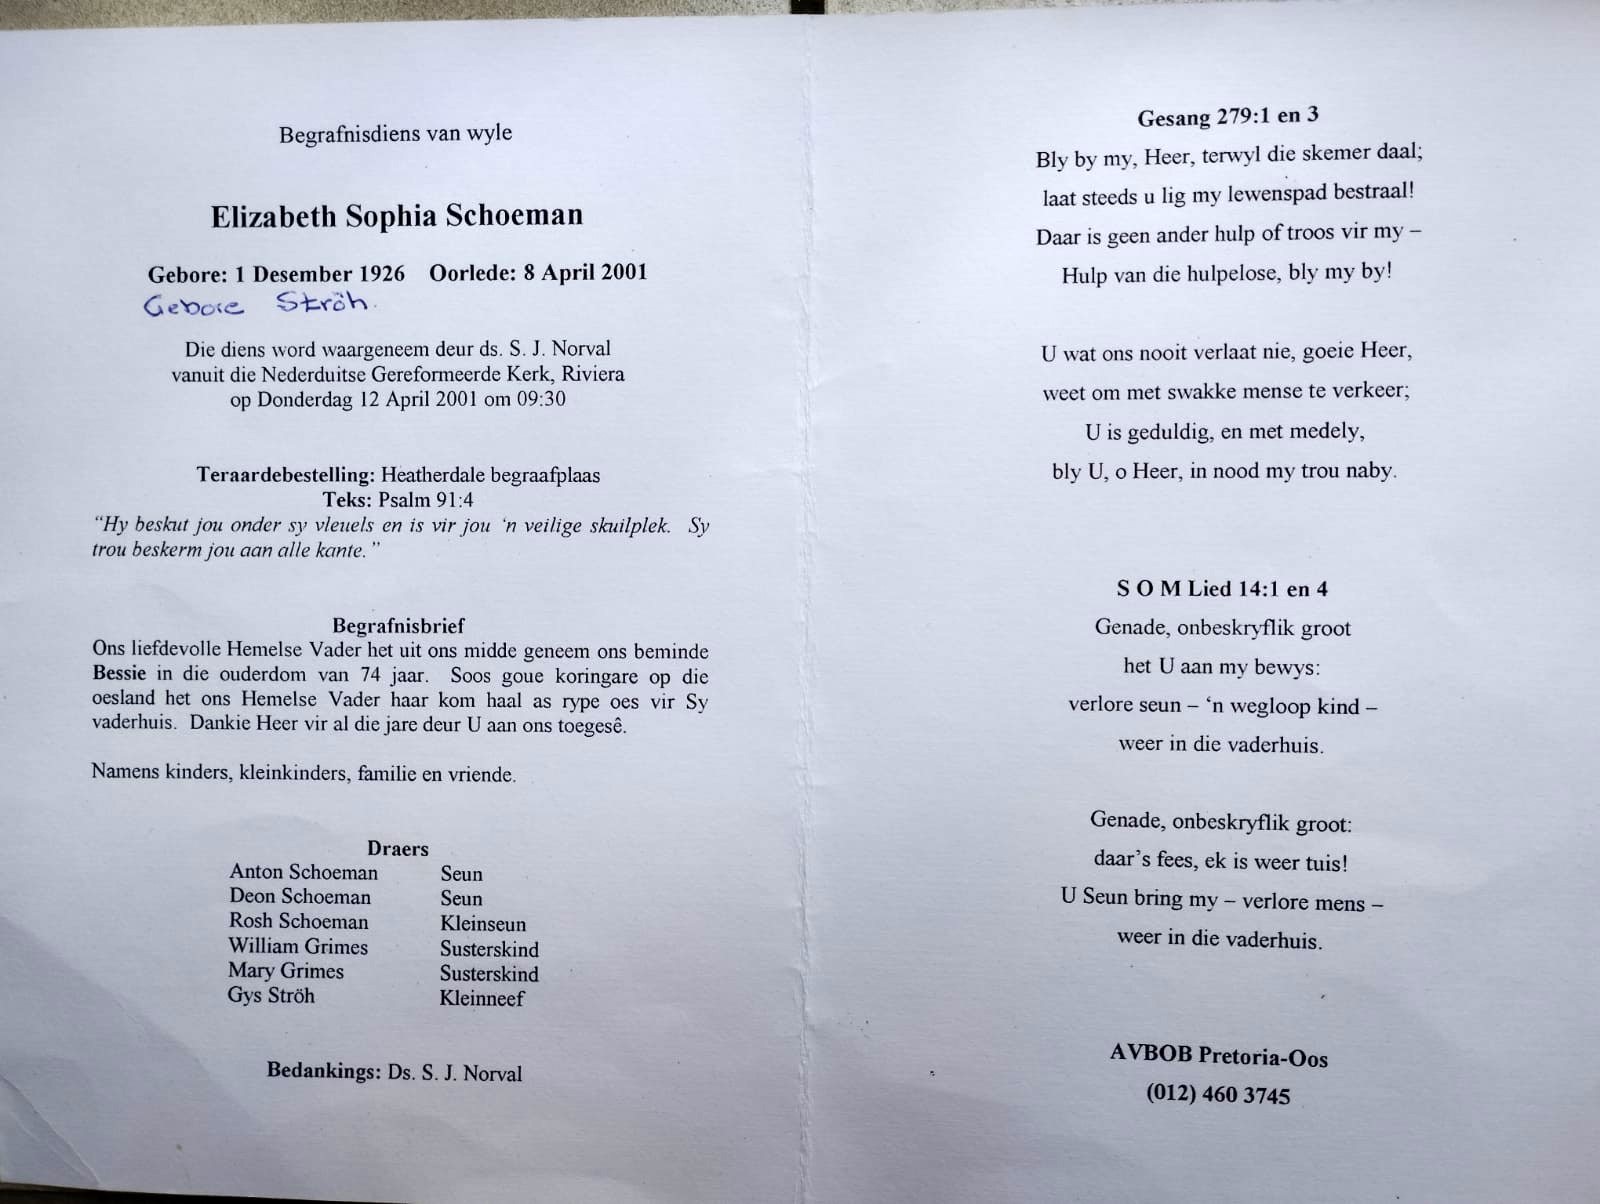 Begrafnisdiens van wyle
Elizabeth Sophia Schoeman
Gebore: 1 Desember 1926 Oorlede: 8 April 2001
Gebore Ströh.
Die diens word waargeneem deur ds. S. J. Norval
vanuit die Nederduitse Gereformeerde Kerk, Riviera
op Donderdag 12 April 2001 om 09:30
Teraardebestelling: Heatherdale begraafplaas
Teks: Psalm 91:4
“Hy beskut jou onder sy vleuels en is vir jou ‘n veilige skuilplek. Sy
trou beskerm jou aan alle kante.”
Begrafnisbrief
Ons liefdevolle Hemelse Vader het uit ons midde geneem ons beminde
Bessie in die ouderdom van 74 jaar. Soos goue koringare op die
oesland het ons Hemelse Vader haar kom haal as rype oes vir Sy
vaderhuis. Dankie Heer vir al die jare deur U aan ons toegesê.
Namens kinders, kleinkinders, familie en vriende.
Draers
Anton Schoeman Seun
Deon Schoeman Seun
Rosh Schoeman Kleinseun
William Grimes Susterskind
Mary Grimes Susterskind
Gys Ströh Kleinneef
Bedankings: Ds. S. J. Norval
Gesang 279:1 en 3
Bly by my, Heer, terwyl die skemer daal;
laat steeds u lig my lewenspad bestraal!
Daar is geen ander hulp of troos vir my –
Hulp van die hulpelose, bly my by!
U wat ons nooit verlaat nie, goeie Heer,
weet om met swakke mense te verkeer;
U is geduldig, en met medely,
bly U, o Heer, in nood my trou naby.
S O M Lied 14:1 en 4
Genade, onbeskryflik groot
het U aan my bewys:
verlore seun – ‘n wegloop kind –
weer in die vaderhuis.
Genade, onbeskryflik groot:
daar’s fees, ek is weer tuis!
U Seun bring my – verlore mens –
weer in die vaderhuis.
AVBOB Pretoria-Oos
(012) 460 3745